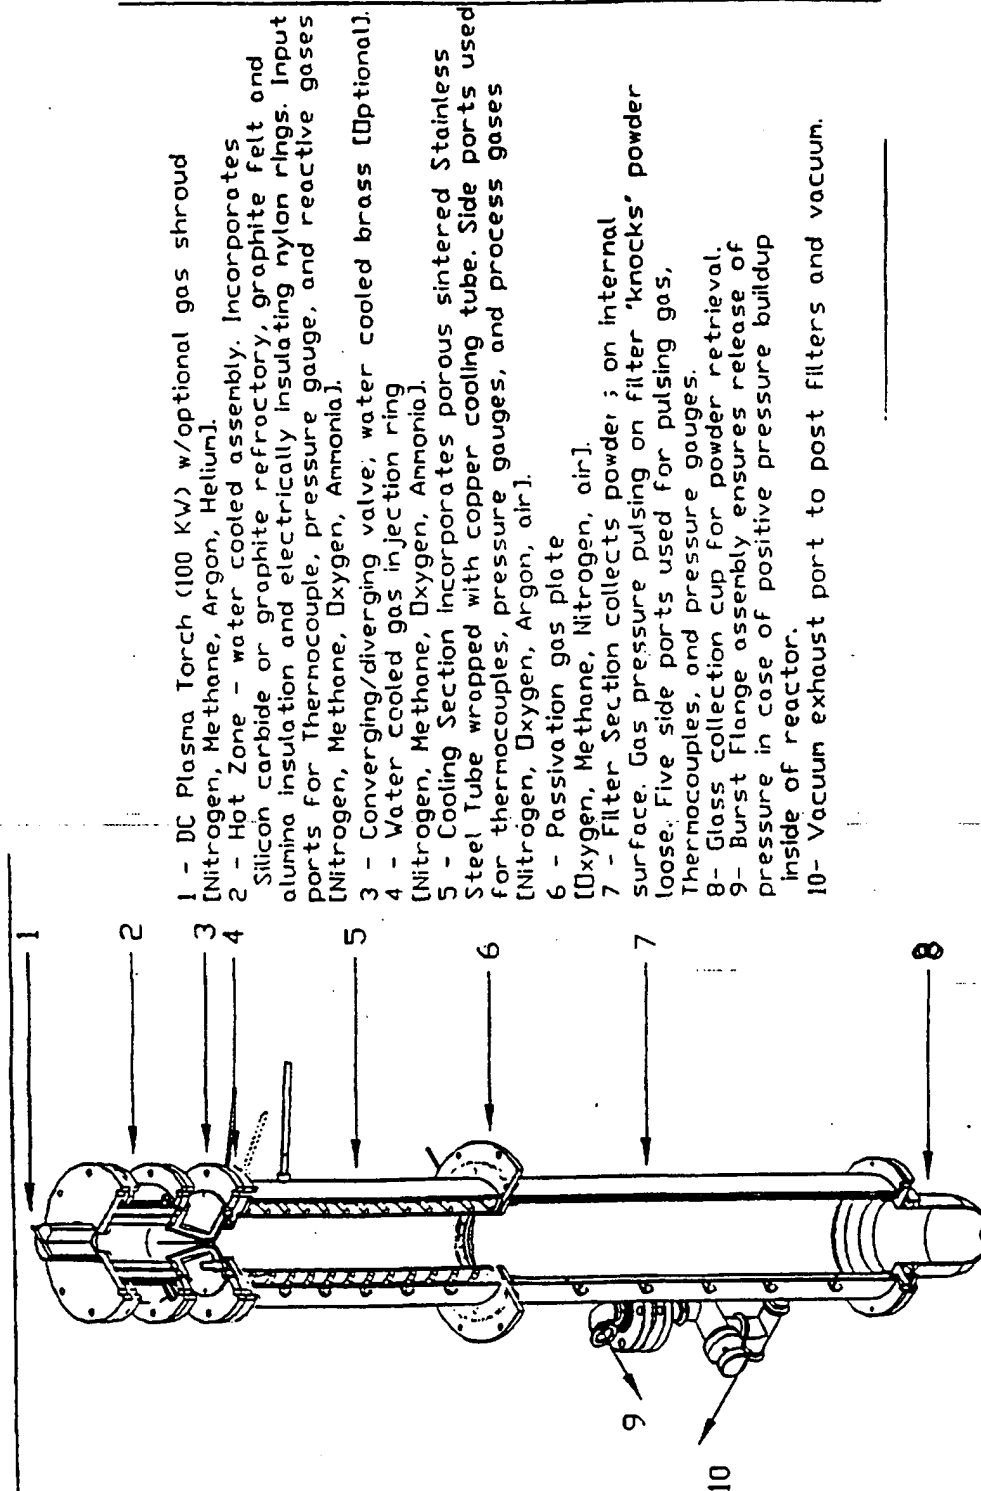 1 - DC Plasma Torch (100 KW) w/optional gas shroud
[Nitrogen, Methane, Argon, Helium].
2 - Hot Zone - water cooled assembly. Incorporates
Silicon carbide or graphite refractory, graphite felt and
alumina insulation and electrically insulating nylon rings. Input
ports for Thermocouple, pressure gauge, and reactive gases
[Nitrogen, Methane, Oxygen, Ammonia].
3 - Converging/diverging valve; water cooled brass [Optional].
4 - Water cooled gas injection ring
[Nitrogen, Methane, Oxygen, Ammonia].
5 - Cooling Section incorporates porous sintered Stainless
Steel Tube wrapped with copper cooling tube. Side ports used
for thermocouples, pressure gauges, and process gases
[Nitrogen, Oxygen, Argon, air].
6 - Passivation gas plate
[Oxygen, Methane, Nitrogen, air].
7 - Filter Section collects powder ; on internal
surface. Gas pressure pulsing on filter 'knocks' powder
loose. Five side ports used for pulsing gas,
Thermocouples, and pressure gauges.
8- Glass collection cup for powder retrieval.
9- Burst Flange assembly ensures release of
pressure in case of positive pressure buildup
inside of reactor.
10- Vacuum exhaust port to post filters and vacuum.
1
2
3
4
5
6
7
8
9
10